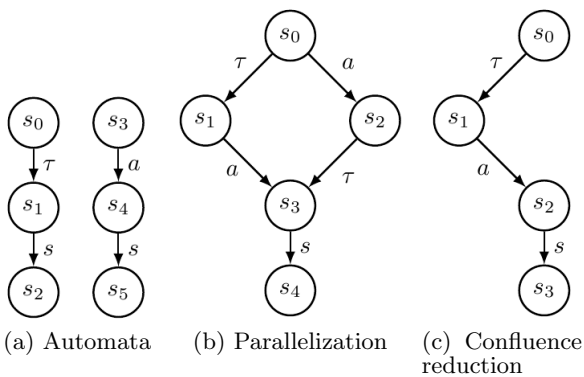 s0 s3
τ a
s1 s4
s s
s2 s5
(a) Automata
s0
τ a
s1 s2
a τ
s3
s
s4
(b) Parallelization
s0
τ
s1
a
s2
s
s3
(c) Confluence
reduction